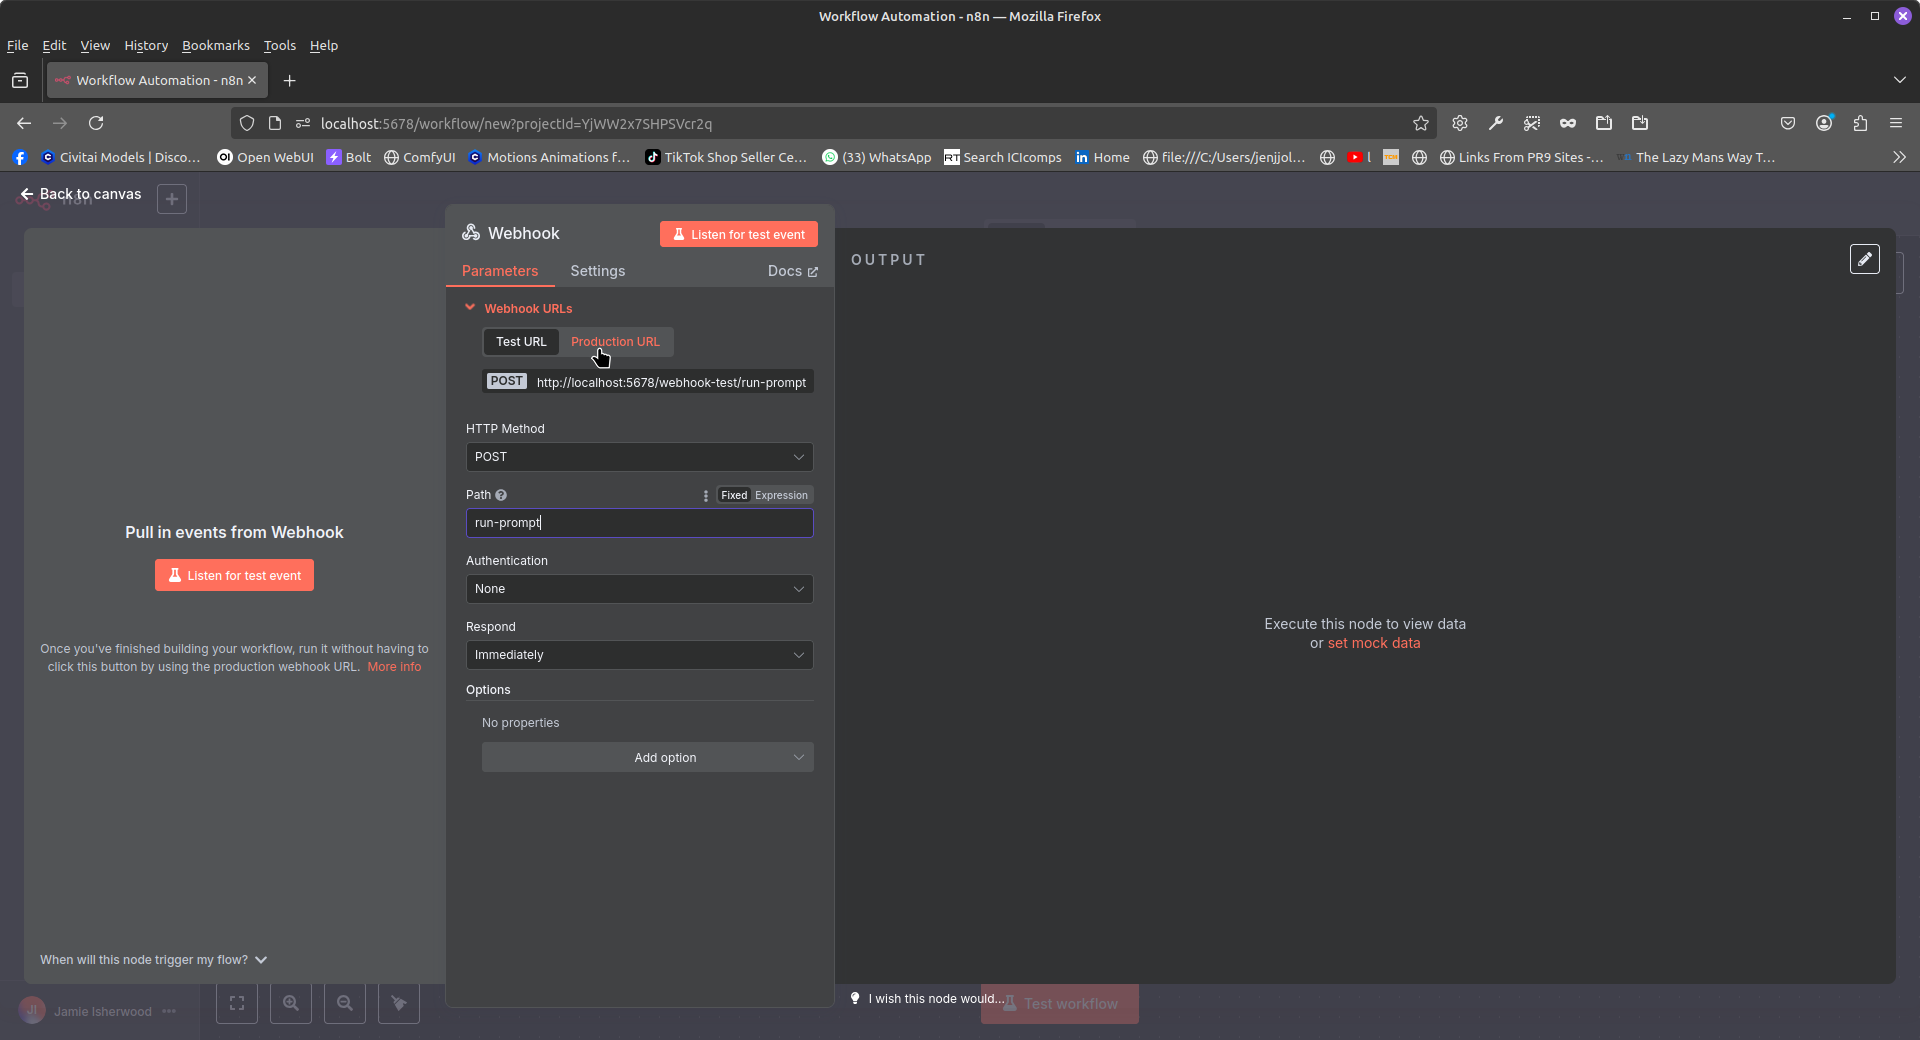 Workflow Automation - n8n — Mozilla Firefox
File Edit View History Bookmarks Tools Help
Workflow Automation - n8n
localhost:5678/workflow/new?projectId=YjWW2x7SHPSVcr2q
Civitai Models | Disco... Open WebUI Bolt ComfyUI Motions Animations f... TikTok Shop Seller Ce... (33) WhatsApp RT Search ICIcomps Home file:///C:/Users/jenjjol... l Links From PR9 Sites -... The Lazy Mans Way T...
Back to canvas
n8n
Webhook
Listen for test event
Parameters Settings Docs
OUTPUT
Webhook URLs
Test URL Production URL
POST http://localhost:5678/webhook-test/run-prompt
HTTP Method
POST
Path Fixed Expression
run-prompt
Authentication
None
Respond
Immediately
Options
No properties
Add option
Pull in events from Webhook
Listen for test event
Once you've finished building your workflow, run it without having to
click this button by using the production webhook URL. More info
When will this node trigger my flow?
Execute this node to view data
or set mock data
I wish this node would...
Test workflow
JI Jamie Isherwood